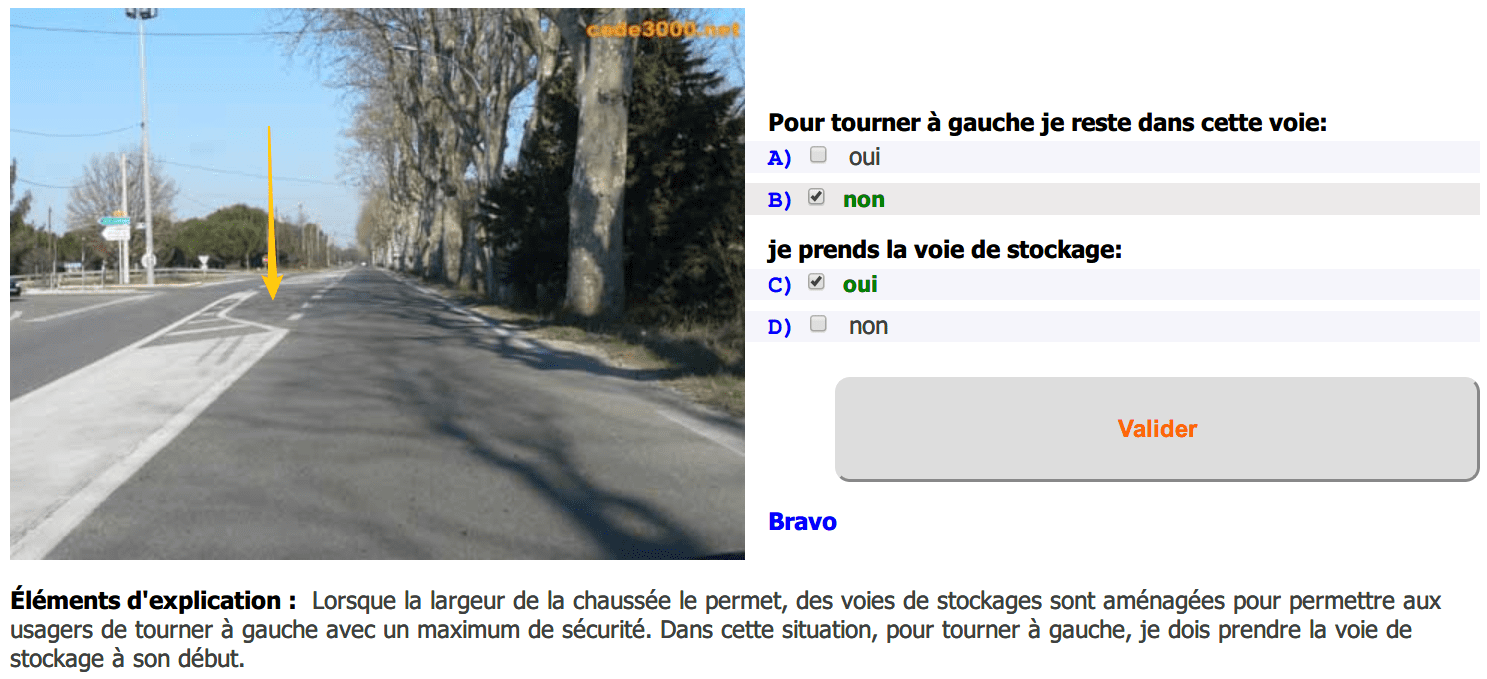 code3000.net
Pour tourner à gauche je reste dans cette voie:
A) oui
B) non
je prends la voie de stockage:
C) oui
D) non
Valider
Bravo
Éléments d'explication : Lorsque la largeur de la chaussée le permet, des voies de stockages sont aménagées pour permettre aux
usagers de tourner à gauche avec un maximum de sécurité. Dans cette situation, pour tourner à gauche, je dois prendre la voie de
stockage à son début.